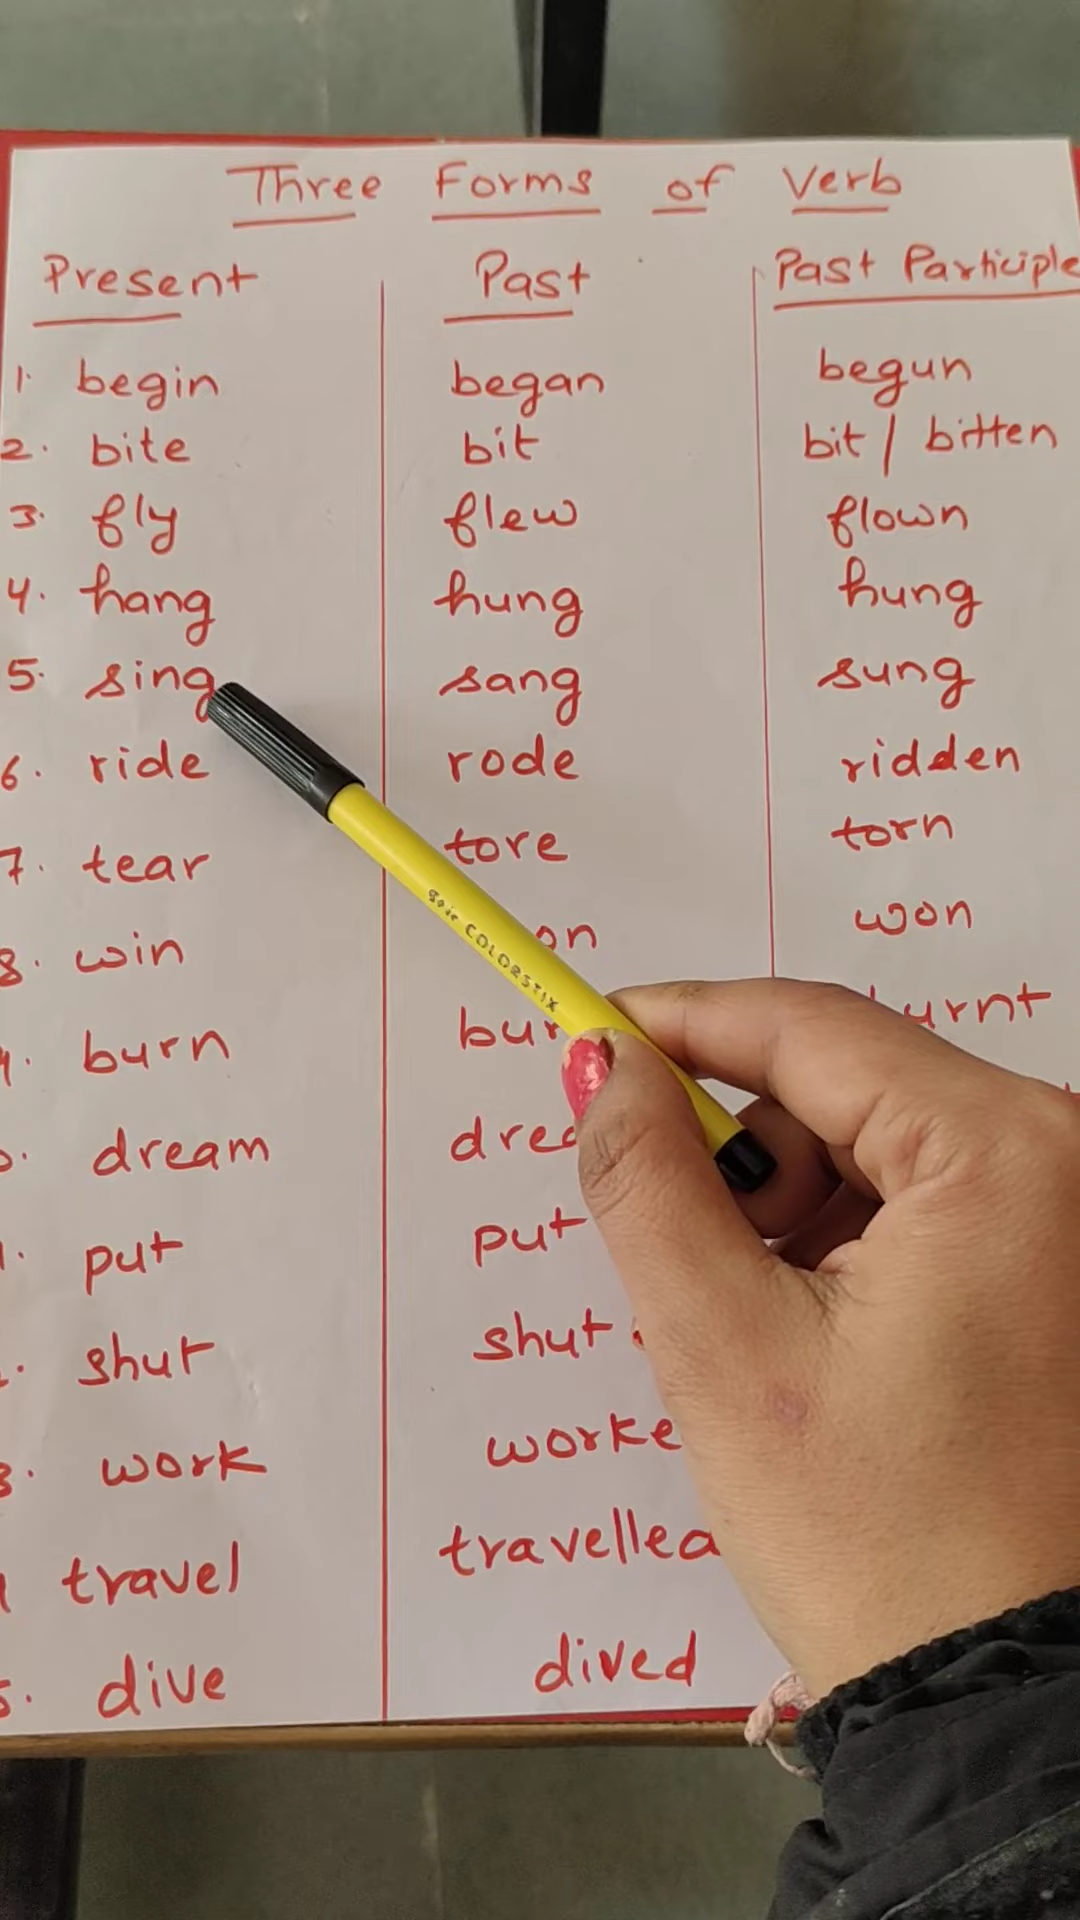 Three Forms of Verb
Present Past Past Participle
1. begin began begun
2. bite bit bit / bitten
3. fly flew flown
4. hang hung hung
5. sing sang sung
6. ride rode ridden
7. tear tore torn
8. win won
burn
dream
put put
shut shut
work
travel
dive dived
COLORSTIX